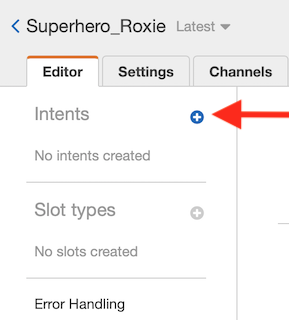 Superhero_Roxie Latest
Editor Settings Channels
Intents
No intents created
Slot types
No slots created
Error Handling